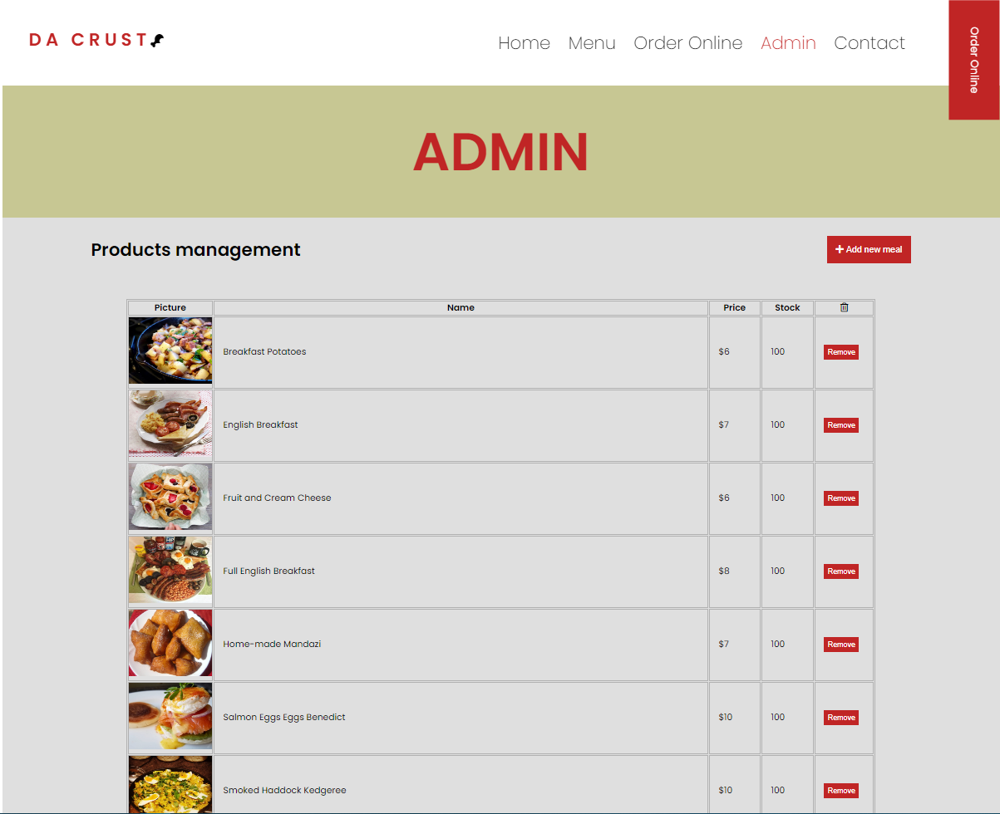 DA CRUST
Home Menu Order Online Admin Contact
Order Online
ADMIN
Products management
Add new meal
Picture Name Price Stock
Breakfast Potatoes $6 100 Remove
English Breakfast $7 100 Remove
Fruit and Cream Cheese $6 100 Remove
Full English Breakfast $8 100 Remove
Home-made Mandazi $7 100 Remove
Salmon Eggs Eggs Benedict $10 100 Remove
Smoked Haddock Kedgeree $10 100 Remove